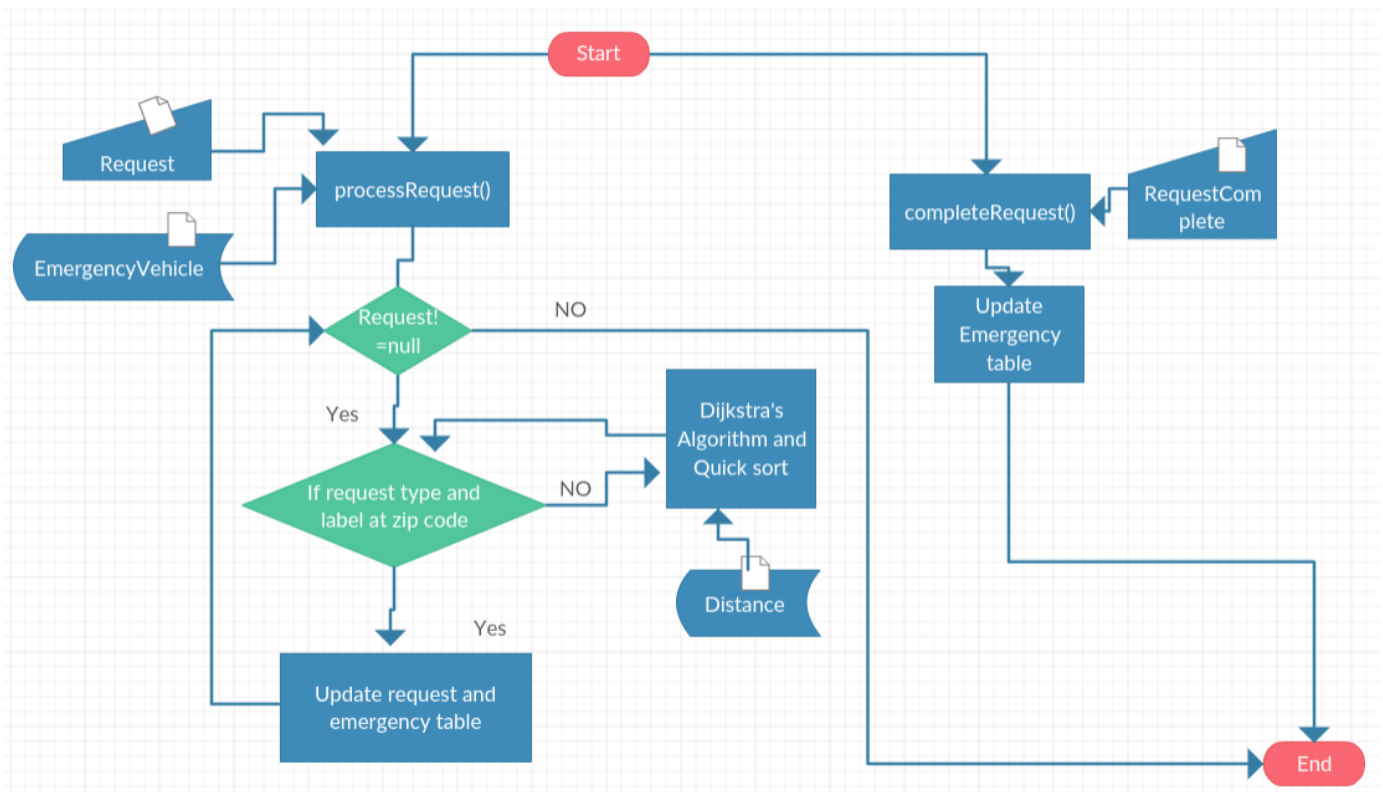 Start
Request
processRequest()
EmergencyVehicle
completeRequest()
RequestCom
plete
Request!
=null
NO
Update
Emergency
table
Yes
Dijkstra's
Algorithm and
Quick sort
If request type and
label at zip code
NO
Distance
Yes
Update request and
emergency table
End